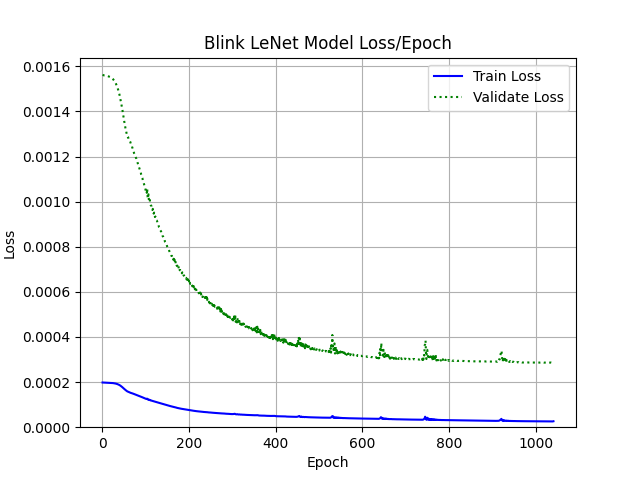 Blink LeNet Model Loss/Epoch
Train Loss
Validate Loss
0.0016
0.0014
0.0012
0.0010
0.0008
0.0006
0.0004
0.0002
0.0000
Loss
0 200 400 600 800 1000
Epoch